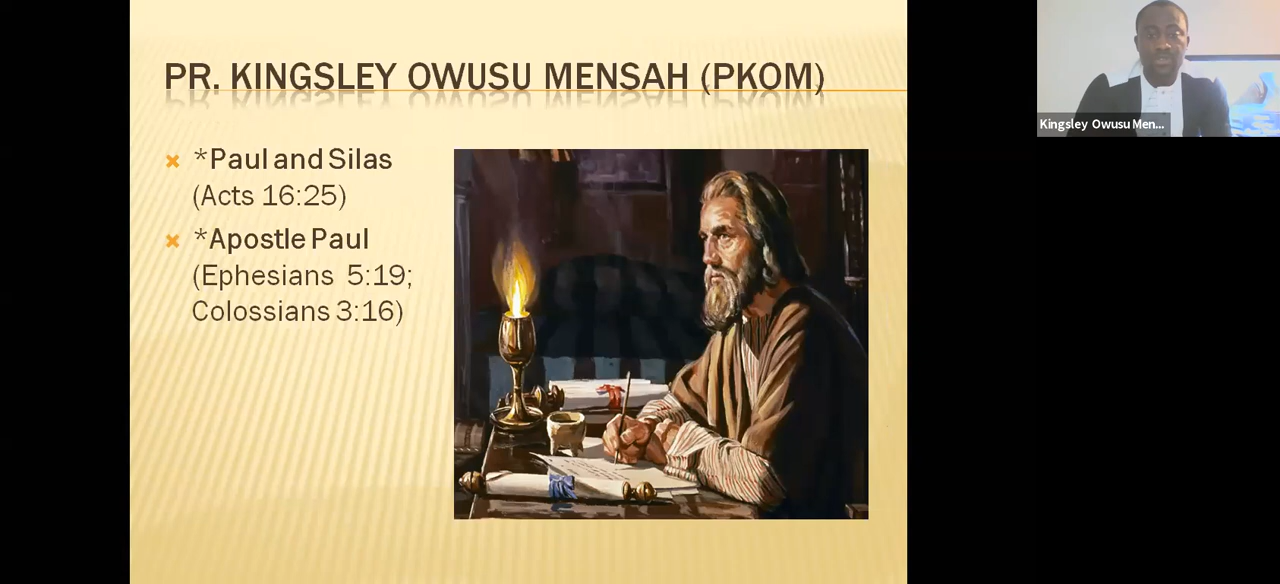 PR. KINGSLEY OWUSU MENSAH (PKOM)
*Paul and Silas
(Acts 16:25)
*Apostle Paul
(Ephesians 5:19;
Colossians 3:16)
Kingsley Owusu Men...